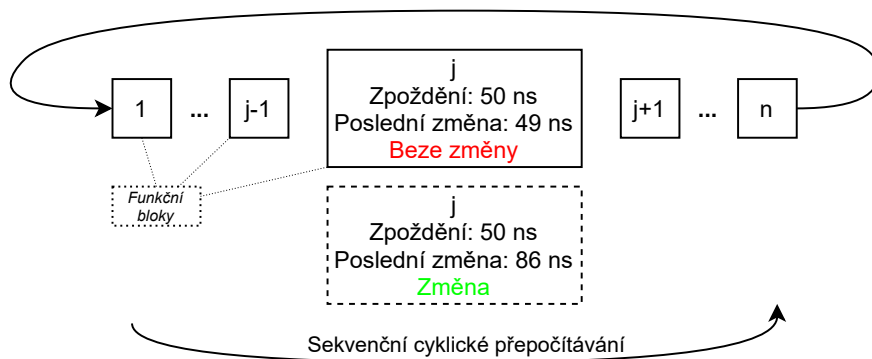 1
...
j-1
j
Zpoždění: 50 ns
Poslední změna: 49 ns
Beze změny
j+1
...
n
Funkční
bloky
j
Zpoždění: 50 ns
Poslední změna: 86 ns
Změna
Sekvenční cyklické přepočítávání